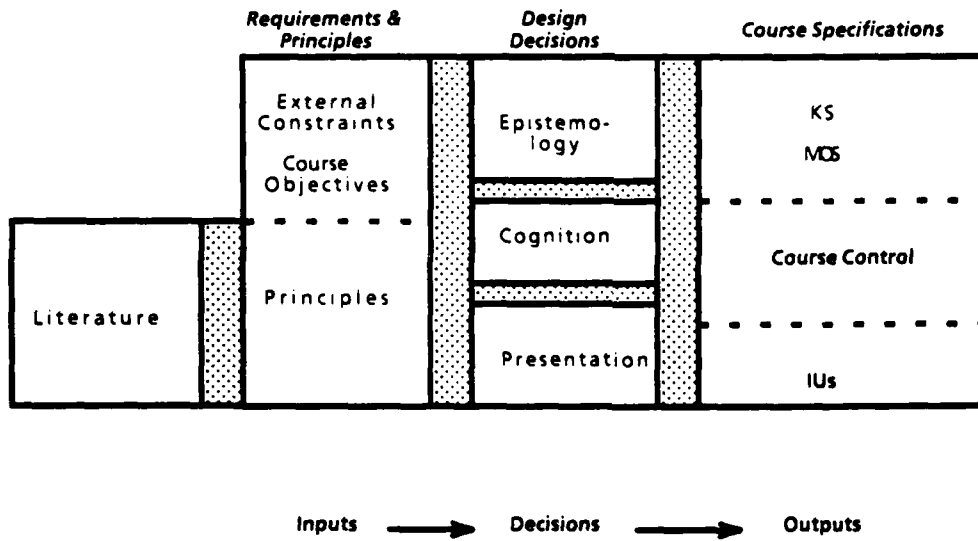 Requirements &
Principles
Design
Decisions
Course Specifications
External
Constraints
Course
Objectives
Principles
Literature
Epistemo-
logy
Cognition
Presentation
KS
MOS
Course Control
IUs
Inputs
Decisions
Outputs